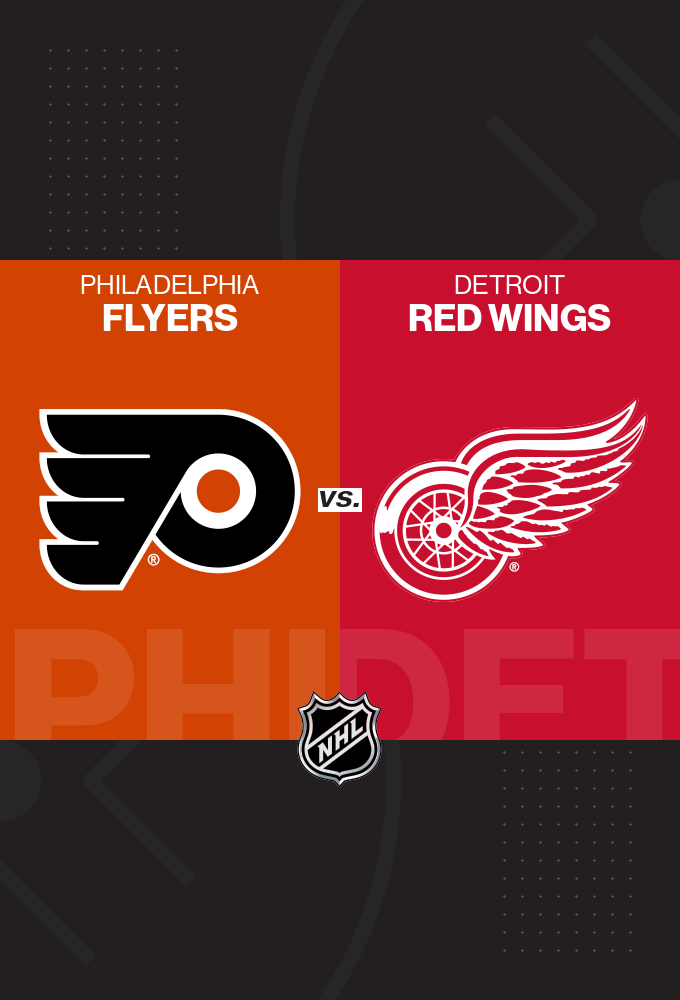 PHILADELPHIA
FLYERS
DETROIT
RED WINGS
vs.
®
®
PHI
DET
NHL